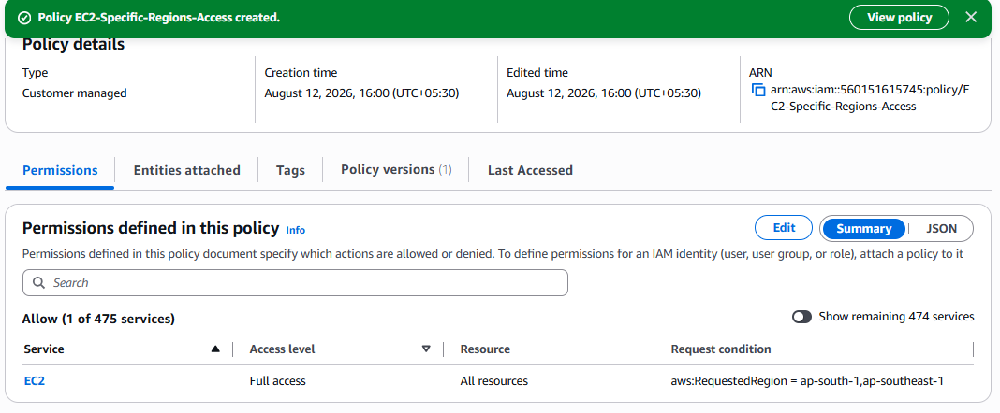 Policy EC2-Specific-Regions-Access created.
View policy
Policy details
Type
Customer managed
Creation time
August 12, 2026, 16:00 (UTC+05:30)
Edited time
August 12, 2026, 16:00 (UTC+05:30)
ARN
arn:aws:iam::560151615745:policy/E
C2-Specific-Regions-Access
Permissions
Entities attached
Tags
Policy versions (1)
Last Accessed
Permissions defined in this policy Info
Edit
Summary
JSON
Permissions defined in this policy document specify which actions are allowed or denied. To define permissions for an IAM identity (user, user group, or role), attach a policy to it
Search
Allow (1 of 475 services)
Show remaining 474 services
Service
Access level
Resource
Request condition
EC2
Full access
All resources
aws:RequestedRegion = ap-south-1,ap-southeast-1